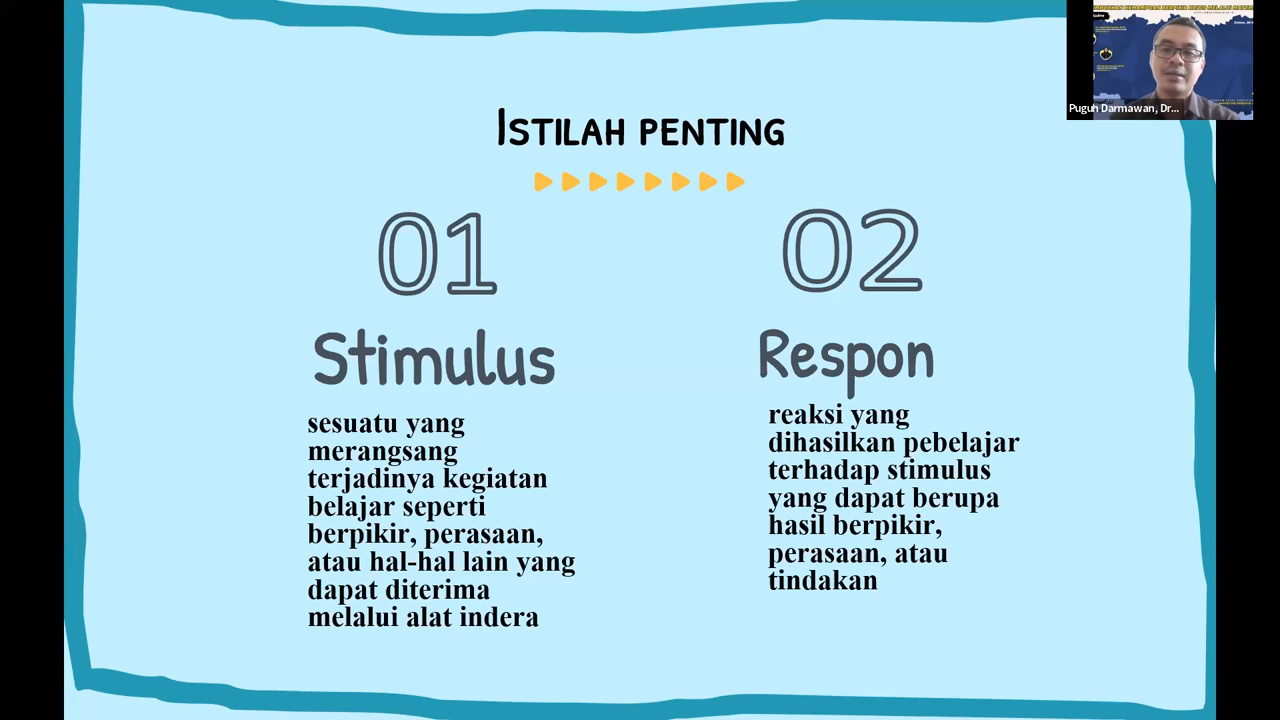 Istilah penting
01
Stimulus
sesuatu yang
merangsang
terjadinya kegiatan
belajar seperti
berpikir, perasaan,
atau hal-hal lain yang
dapat diterima
melalui alat indera
02
Respon
reaksi yang
dihasilkan pebelajar
terhadap stimulus
yang dapat berupa
hasil berpikir,
perasaan, atau
tindakan
Puguh Darmawan, Dr...